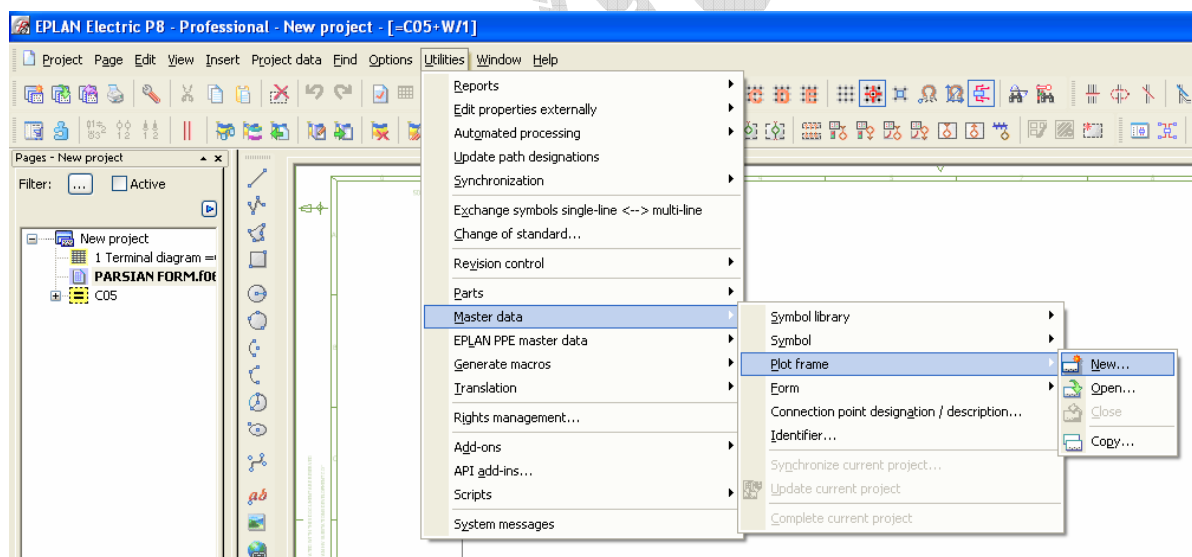 EPLAN Electric P8 - Professional - New project - [=C05+W/1]
Project Page Edit View Insert Project data Find Options Utilities Window Help
Pages - New project
Filter: ... Active
New project
1 Terminal diagram =
PARSIAN FORM.f06
C05
Reports
Edit properties externally
Automated processing
Update path designations
Synchronization
Exchange symbols single-line <--> multi-line
Change of standard...
Revision control
Parts
Master data
EPLAN PPE master data
Generate macros
Translation
Rights management...
Add-ons
API add-ins...
Scripts
System messages
Symbol library
Symbol
Plot frame
Form
Connection point designation / description...
Identifier...
Synchronize current project...
Update current project
Complete current project
New...
Open...
Close
Copy...